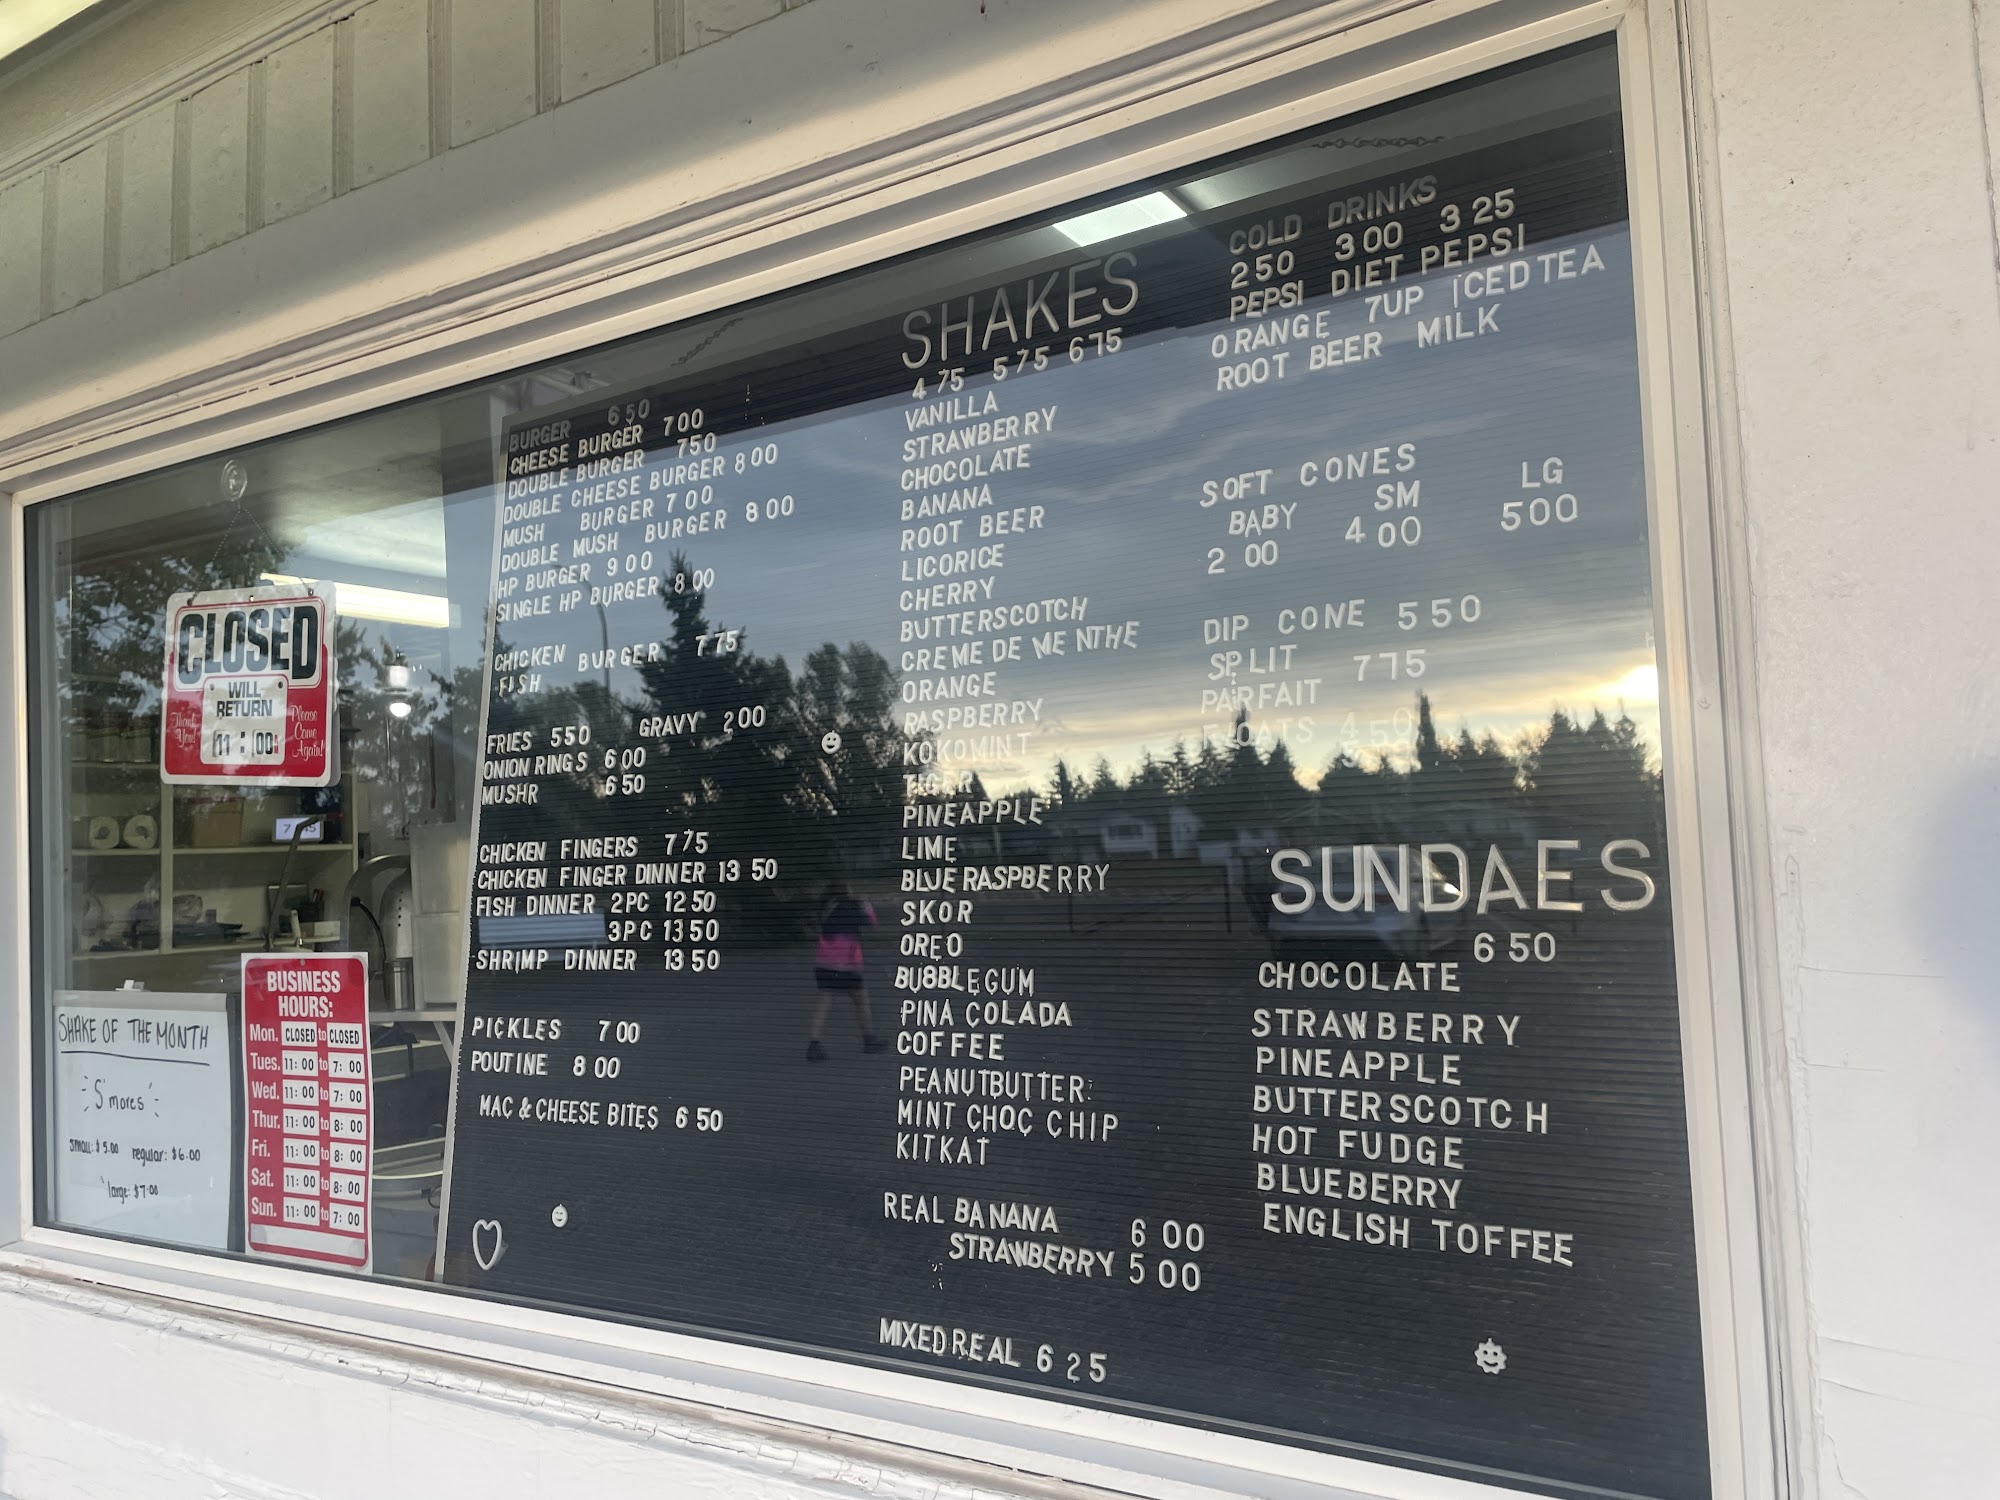 CLOSED
WILL
RETURN
Thank You!
11:00
Please Come Again!
SHAKE OF THE MONTH
S'mores
small: $5.00 regular: $6.00
large: $7.00
BUSINESS
HOURS:
Mon. CLOSED to CLOSED
Tues. 11:00 to 7:00
Wed. 11:00 to 7:00
Thur. 11:00 to 8:00
Fri. 11:00 to 8:00
Sat. 11:00 to 8:00
Sun. 11:00 to 7:00
BURGER 650
CHEESE BURGER 700
DOUBLE BURGER 750
DOUBLE CHEESE BURGER 800
MUSH BURGER 700
DOUBLE MUSH BURGER 800
HP BURGER 900
SINGLE HP BURGER 800
CHICKEN BURGER 775
FISH
FRIES 550 GRAVY 200
ONION RINGS 600
MUSHR 650
CHICKEN FINGERS 775
CHICKEN FINGER DINNER 1350
FISH DINNER 2PC 1250
3PC 1350
SHRIMP DINNER 1350
PICKLES 700
POUTINE 800
MAC & CHEESE BITES 650
SHAKES
475 575 675
VANILLA
STRAWBERRY
CHOCOLATE
BANANA
ROOT BEER
LICORICE
CHERRY
BUTTERSCOTCH
CREME DE MENTHE
ORANGE
RASPBERRY
KOKOMINT
TIGER
PINEAPPLE
LIME
BLUE RASPBERRY
SKOR
OREO
BUBBLEGUM
PINA COLADA
COFFEE
PEANUTBUTTER
MINT CHOC CHIP
KITKAT
REAL BANANA 600
STRAWBERRY 500
MIXED REAL 625
COLD DRINKS
250 300 325
PEPSI DIET PEPSI
ORANGE 7UP ICED TEA
ROOT BEER MILK
SOFT CONES
BABY SM LG
200 400 500
DIP CONE 550
SPLIT 775
PARFAIT
FLOATS 450
SUNDAES
650
CHOCOLATE
STRAWBERRY
PINEAPPLE
BUTTERSCOTCH
HOT FUDGE
BLUEBERRY
ENGLISH TOFFEE